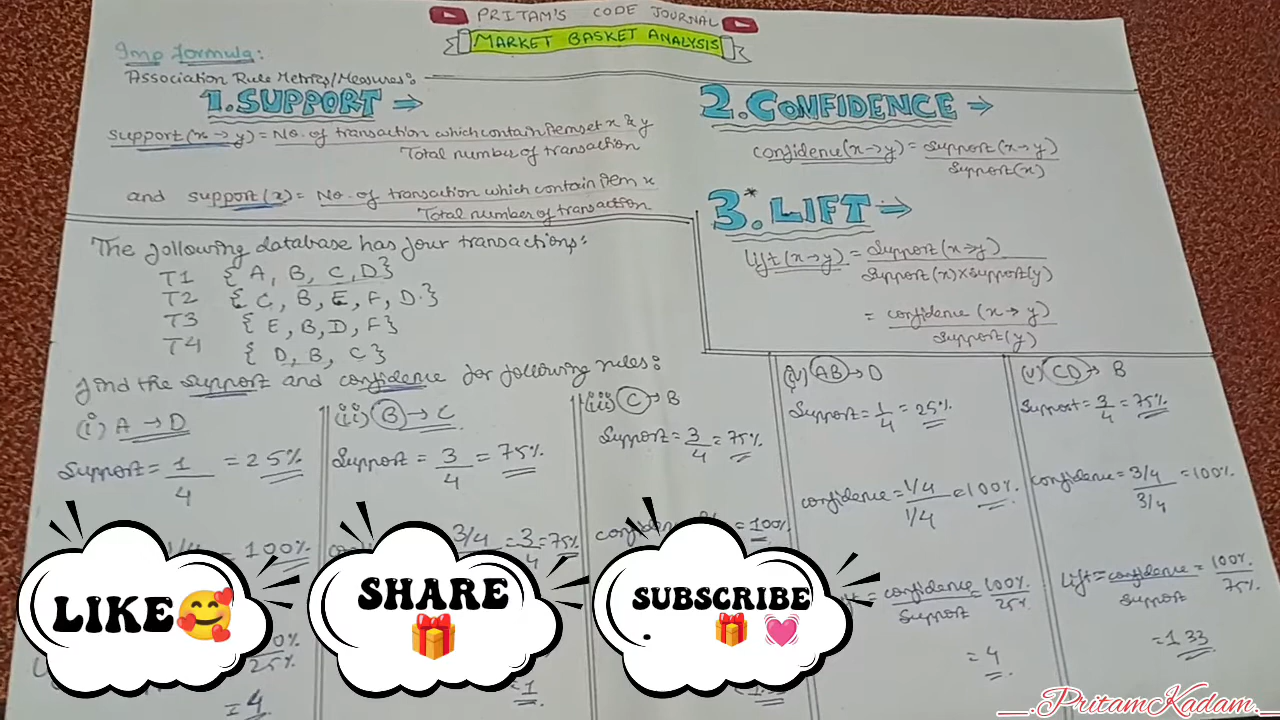 PRITAM'S CODE JOURNAL
MARKET BASKET ANALYSIS
Imp formula:
Association Rule Metrics/Measures:
1. SUPPORT →
support(x→y) = No. of transaction which contain itemset x & y
Total number of transaction
and support(x) = No. of transaction which contain item x
Total number of transaction
2. CONFIDENCE →
confidence(x→y) = support(x→y)
support(x)
3.* LIFT →
Lift(x→y) = support(x→y)
support(x) x support(y)
= confidence (x→y)
support(y)
The following database has four transactions:
T1 { A, B, C, D }
T2 { C, B, E, F, D. }
T3 { E, B, D, F }
T4 { D, B, C }
find the support and confidence for following rules:
(i) A → D
Support = 1 = 25%
4
1/4 = 100%
25%
= 4
(ii) B → C
Support = 3 = 75%
4
3/4 = 3 = 75%
4
= 1
(iii) C → B
Support = 3 = 75%
4
confidence = 100%
(iv) AB → D
Support = 1 = 25%
4
confidence = 1/4 = 100%
1/4
= confidence = 100%
Support 25%
= 4
(v) CD → B
Support = 3 = 75%
4
confidence = 3/4 = 100%
3/4
Lift = confidence = 100%
Support 75%
= 1.33
LIKE
SHARE
SUBSCRIBE
__.PritamKadam.__